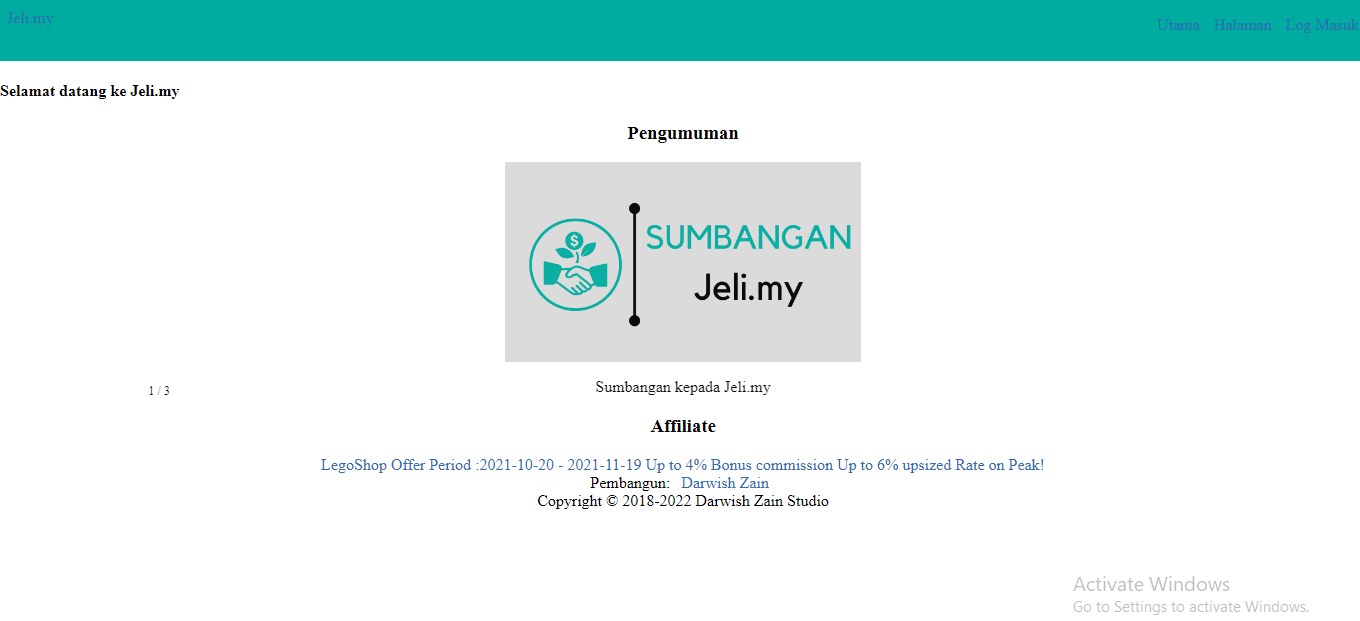 Jeli.my
Utama Halaman Log Masuk
Selamat datang ke Jeli.my
Pengumuman
$
SUMBANGAN
Jeli.my
1 / 3
Sumbangan kepada Jeli.my
Affiliate
LegoShop Offer Period :2021-10-20 - 2021-11-19 Up to 4% Bonus commission Up to 6% upsized Rate on Peak!
Pembangun: Darwish Zain
Copyright © 2018-2022 Darwish Zain Studio
Activate Windows
Go to Settings to activate Windows.